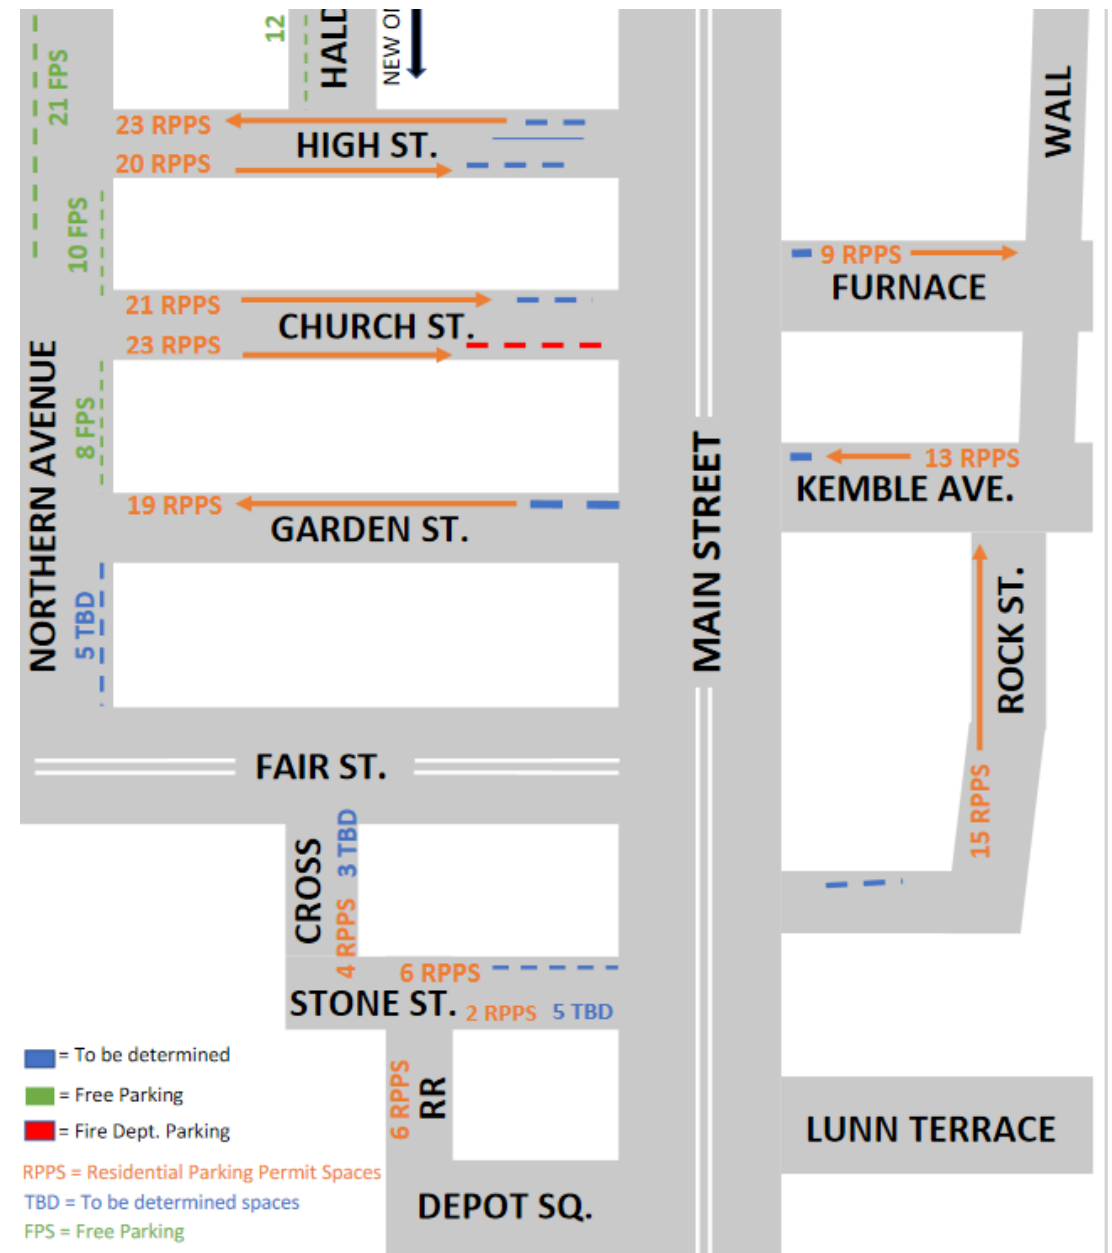 12
HALD
NEW O
21 FPS
WALL
23 RPPS
HIGH ST.
20 RPPS
10 FPS
9 RPPS
FURNACE
21 RPPS
CHURCH ST.
23 RPPS
NORTHERN AVENUE
8 FPS
MAIN STREET
13 RPPS
KEMBLE AVE.
19 RPPS
GARDEN ST.
5 TBD
ROCK ST.
FAIR ST.
15 RPPS
CROSS
3 TBD
4 RPPS
6 RPPS
STONE ST.
2 RPPS
5 TBD
6 RPPS
RR
LUNN TERRACE
DEPOT SQ.
= To be determined
= Free Parking
= Fire Dept. Parking
RPPS = Residential Parking Permit Spaces
TBD = To be determined spaces
FPS = Free Parking